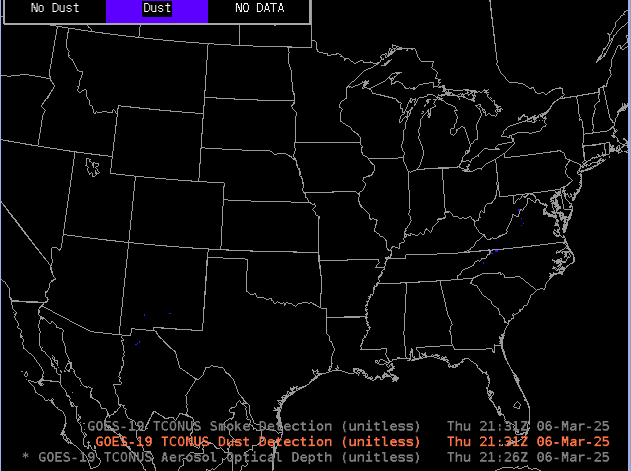 No Dust Dust NO DATA
GOES-19 TCONUS Smoke Detection (unitless) Thu 21:31Z 06-Mar-25
GOES-19 TCONUS Dust Detection (unitless) Thu 21:31Z 06-Mar-25
* GOES-19 TCONUS Aerosol Optical Depth (unitless) Thu 21:26Z 06-Mar-25